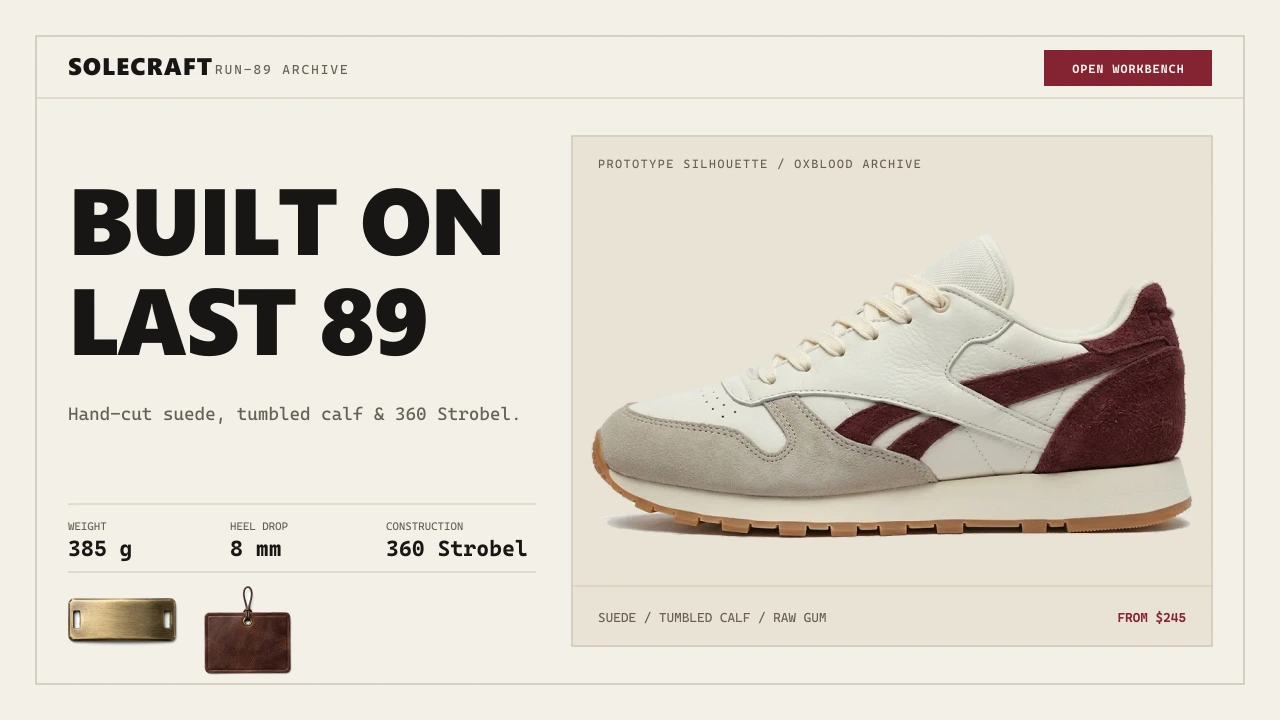 SOLECRAFT RUN-89 ARCHIVE
OPEN WORKBENCH
BUILT ON
LAST 89
Hand-cut suede, tumbled calf & 360 Strobel.
WEIGHT
385 g
HEEL DROP
8 mm
CONSTRUCTION
360 Strobel
PROTOTYPE SILHOUETTE / OXBLOOD ARCHIVE
SUEDE / TUMBLED CALF / RAW GUM
FROM $245